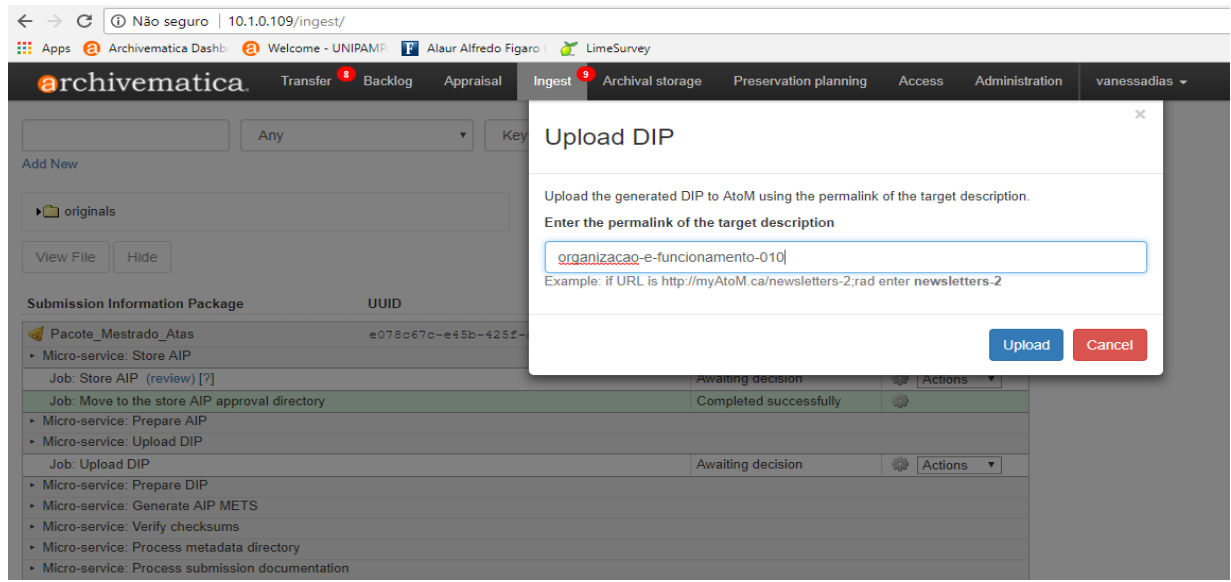 Não seguro | 10.1.0.109/ingest/
Apps Archivematica Dashb Welcome - UNIPAMP Alaur Alfredo Figaro LimeSurvey
archivematica. Transfer 8 Backlog Appraisal Ingest 9 Archival storage Preservation planning Access Administration vanessadias
Any Key
Add New
originals
View File Hide
Submission Information Package UUID
Pacote_Mestrado_Atas e078c67c-e45b-425f-
Micro-service: Store AIP
Job: Store AIP (review) [?] Awaiting decision Actions
Job: Move to the store AIP approval directory Completed successfully
Micro-service: Prepare AIP
Micro-service: Upload DIP
Job: Upload DIP Awaiting decision Actions
Micro-service: Prepare DIP
Micro-service: Generate AIP METS
Micro-service: Verify checksums
Micro-service: Process metadata directory
Micro-service: Process submission documentation
Upload DIP
×
Upload the generated DIP to AtoM using the permalink of the target description.
Enter the permalink of the target description
organizacao-e-funcionamento-010
Example: if URL is http://myAtoM.ca/newsletters-2;rad enter newsletters-2
Upload Cancel